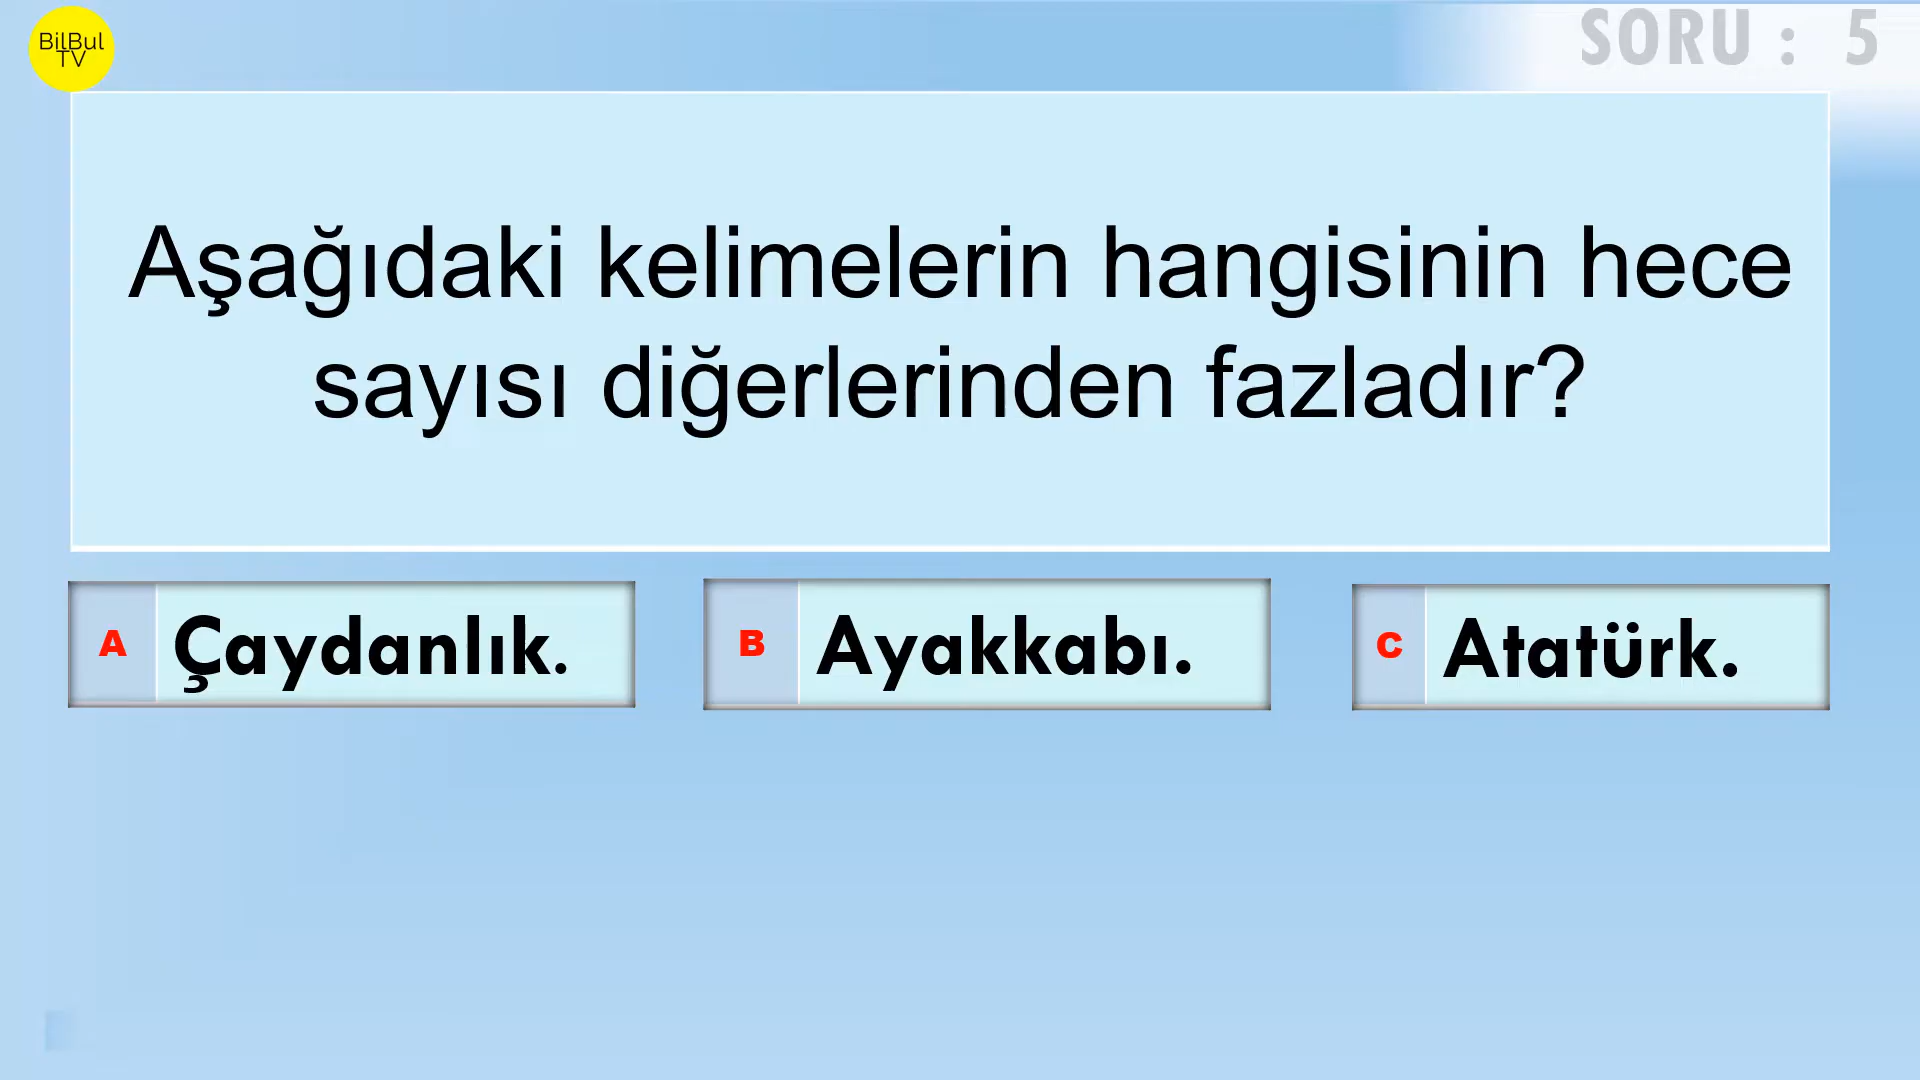 BilBul
TV
SORU : 5
Aşağıdaki kelimelerin hangisinin hece
sayısı diğerlerinden fazladır?
A Çaydanlık.
B Ayakkabı.
C Atatürk.